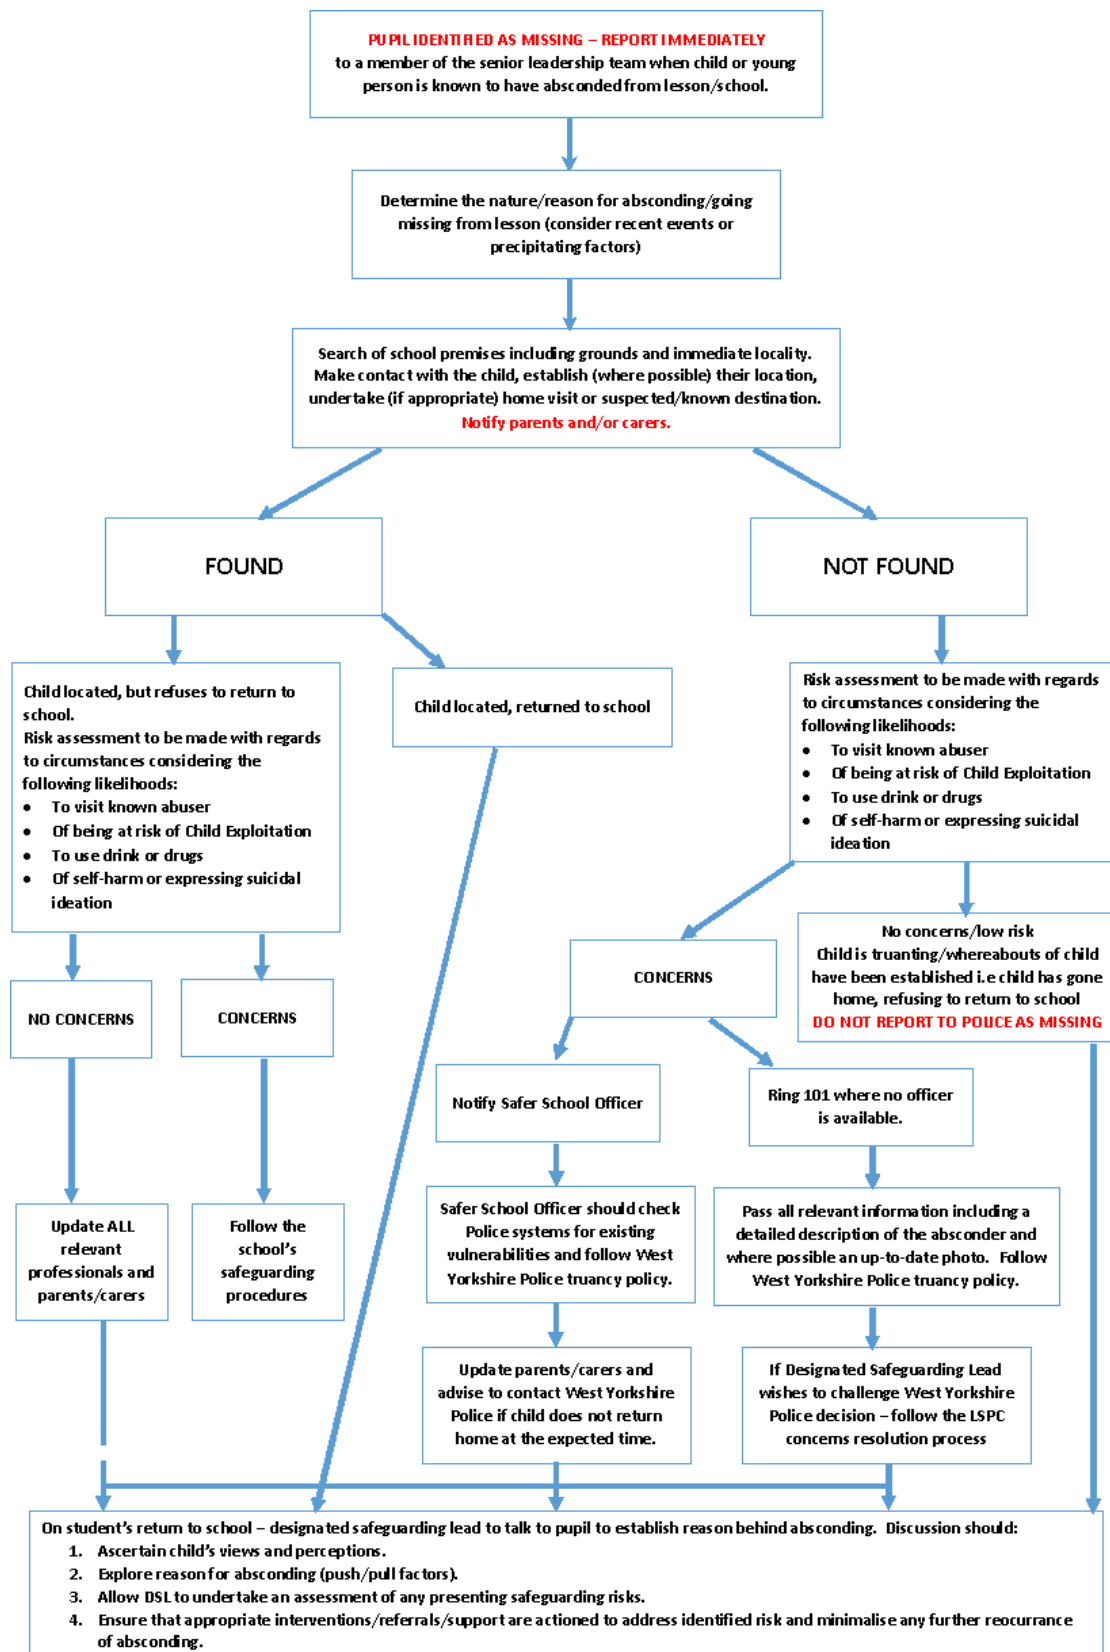 PUPIL IDENTIFIED AS MISSING – REPORT IMMEDIATELY
to a member of the senior leadership team when child or young
person is known to have absconded from lesson/school.
Determine the nature/reason for absconding/going
missing from lesson (consider recent events or
precipitating factors)
Search of school premises including grounds and immediate locality.
Make contact with the child, establish (where possible) their location,
undertake (if appropriate) home visit or suspected/known destination.
Notify parents and/or carers.
FOUND
NOT FOUND
Child located, but refuses to return to
school.
Risk assessment to be made with regards
to circumstances considering the
following likelihoods:
• To visit known abuser
• Of being at risk of Child Exploitation
• To use drink or drugs
• Of self-harm or expressing suicidal
ideation
Child located, returned to school
Risk assessment to be made with regards
to circumstances considering the
following likelihoods:
• To visit known abuser
• Of being at risk of Child Exploitation
• To use drink or drugs
• Of self-harm or expressing suicidal
ideation
NO CONCERNS
CONCERNS
CONCERNS
No concerns/low risk
Child is truanting/whereabouts of child
have been established i.e child has gone
home, refusing to return to school
DO NOT REPORT TO POLICE AS MISSING
Notify Safer School Officer
Ring 101 where no officer
is available.
Update ALL
relevant
professionals and
parents/carers
Follow the
school's
safeguarding
procedures
Safer School Officer should check
Police systems for existing
vulnerabilities and follow West
Yorkshire Police truancy policy.
Pass all relevant information including a
detailed description of the absconder and
where possible an up-to-date photo. Follow
West Yorkshire Police truancy policy.
Update parents/carers and
advise to contact West Yorkshire
Police if child does not return
home at the expected time.
If Designated Safeguarding Lead
wishes to challenge West Yorkshire
Police decision – follow the LSPC
concerns resolution process
On student's return to school – designated safeguarding lead to talk to pupil to establish reason behind absconding. Discussion should:
1. Ascertain child's views and perceptions.
2. Explore reason for absconding (push/pull factors).
3. Allow DSL to undertake an assessment of any presenting safeguarding risks.
4. Ensure that appropriate interventions/referrals/support are actioned to address identified risk and minimalise any further reocurrance
of absconding.